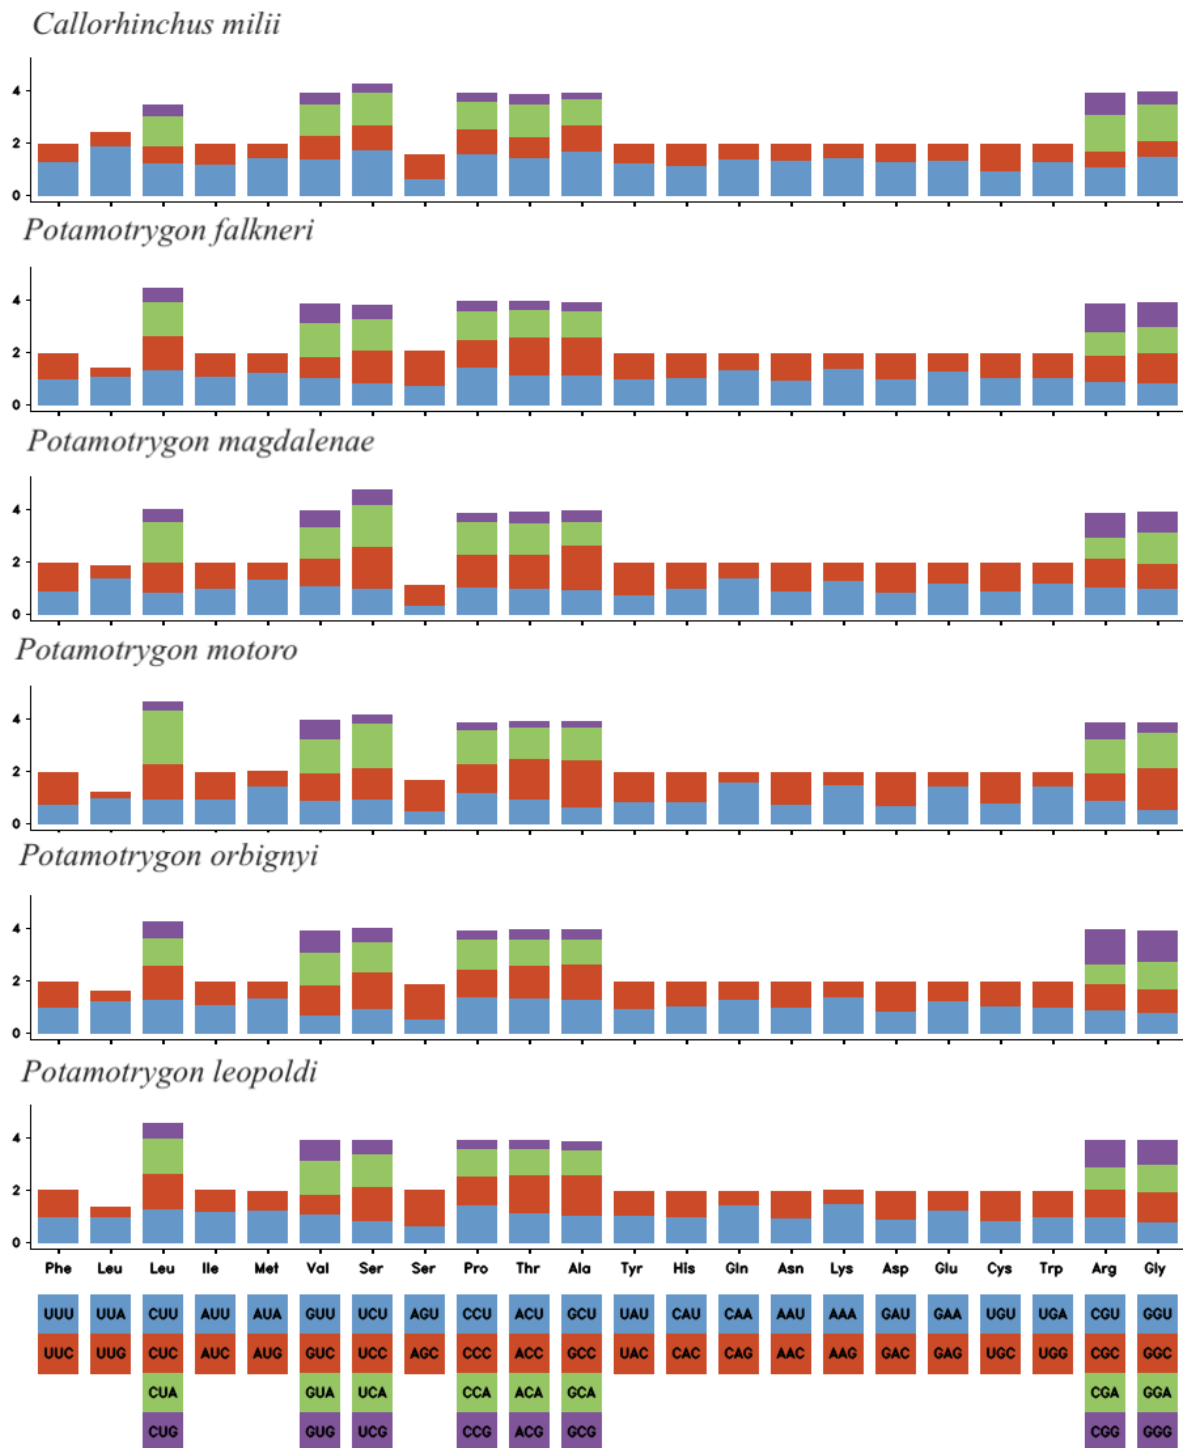 Callorhinchus milii
4
2
0
Potamotrygon falkneri
4
2
0
Potamotrygon magdalenae
4
2
0
Potamotrygon motoro
4
2
0
Potamotrygon orbignyi
4
2
0
Potamotrygon leopoldi
4
2
0
Phe Leu Leu Ile Met Val Ser Ser Pro Thr Ala Tyr His Gln Asn Lys Asp Glu Cys Trp Arg Gly
UUU UUA CUU AUU AUA GUU UCU AGU CCU ACU GCU UAU CAU CAA AAU AAA GAU GAA UGU UGA CGU GGU
UUC UUG CUC AUC AUG GUC UCC AGC CCC ACC GCC UAC CAC CAG AAC AAG GAC GAG UGC UGG CGC GGC
CUA GUA UCA CCA ACA GCA CGA GGA
CUG GUG UCG CCG ACG GCG CGG GGG